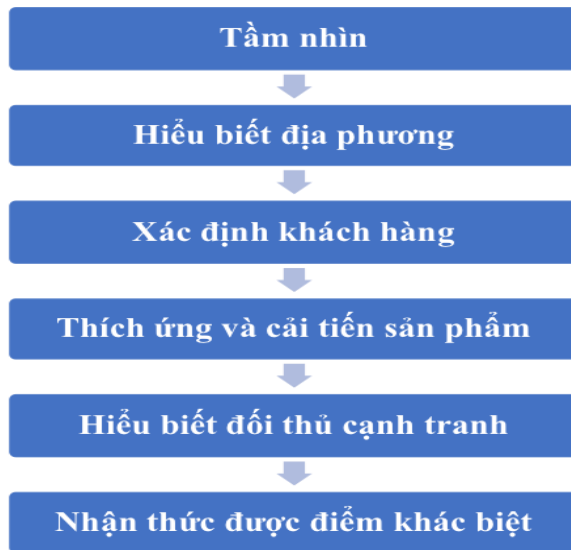 Tầm nhìn
Hiểu biết địa phương
Xác định khách hàng
Thích ứng và cải tiến sản phẩm
Hiểu biết đối thủ cạnh tranh
Nhận thức được điểm khác biệt